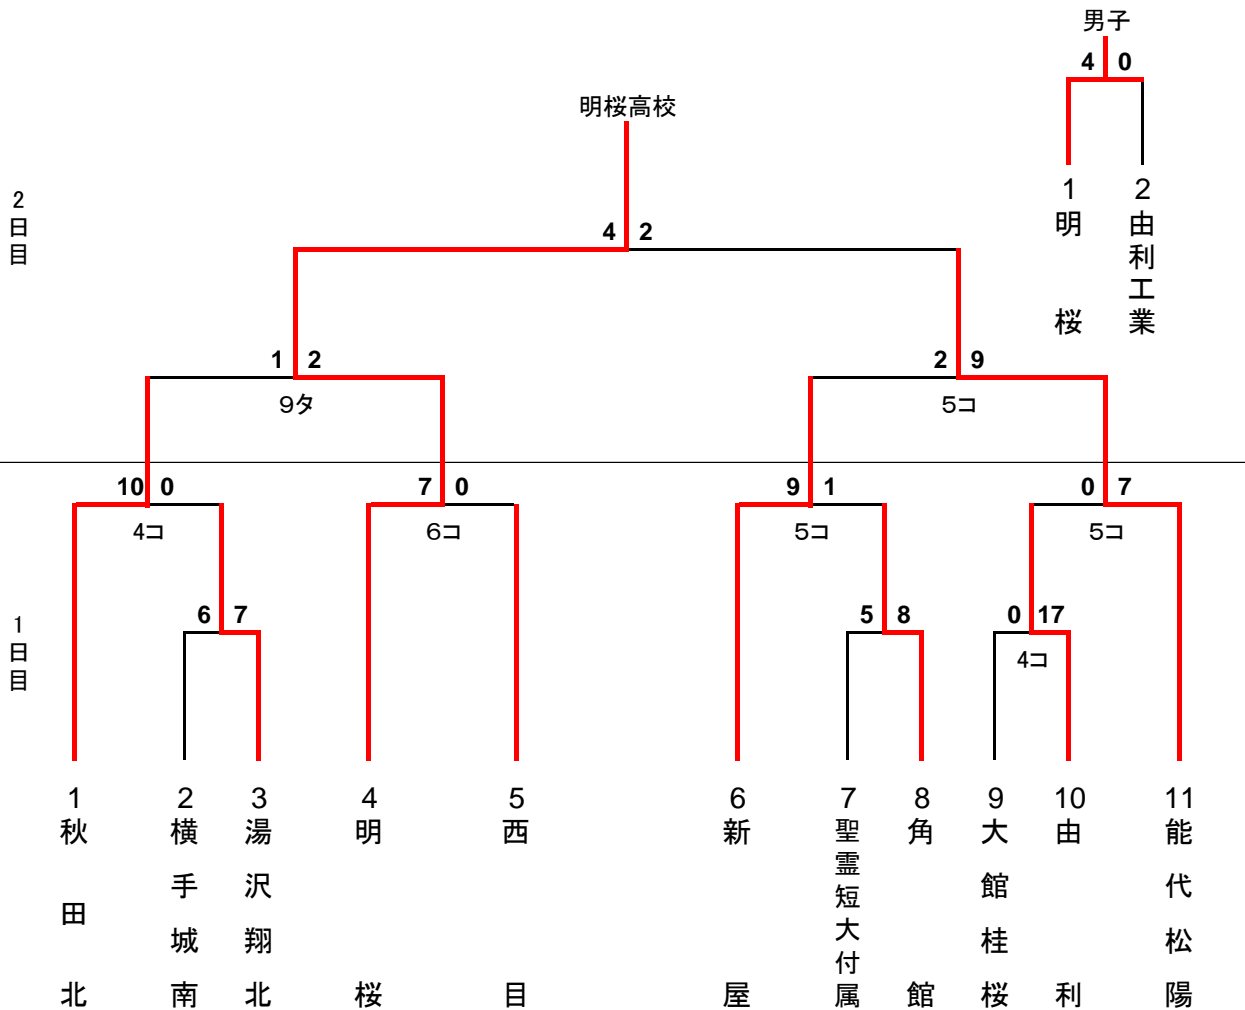 男子
4 0
1 2
明桜
由利工業
明桜高校
2日目
4 2
1 2
9タ
2 9
5コ
10 0
4コ
7 0
6コ
9 1
5コ
0 7
5コ
1日目
6 7
5 8
0 17
4コ
1 2 3 4 5 6 7 8 9 10 11
秋田北
横手城南
湯沢翔北
明桜
西目
新屋
聖霊短大付属
角館
大館桂桜
由利
能代松陽